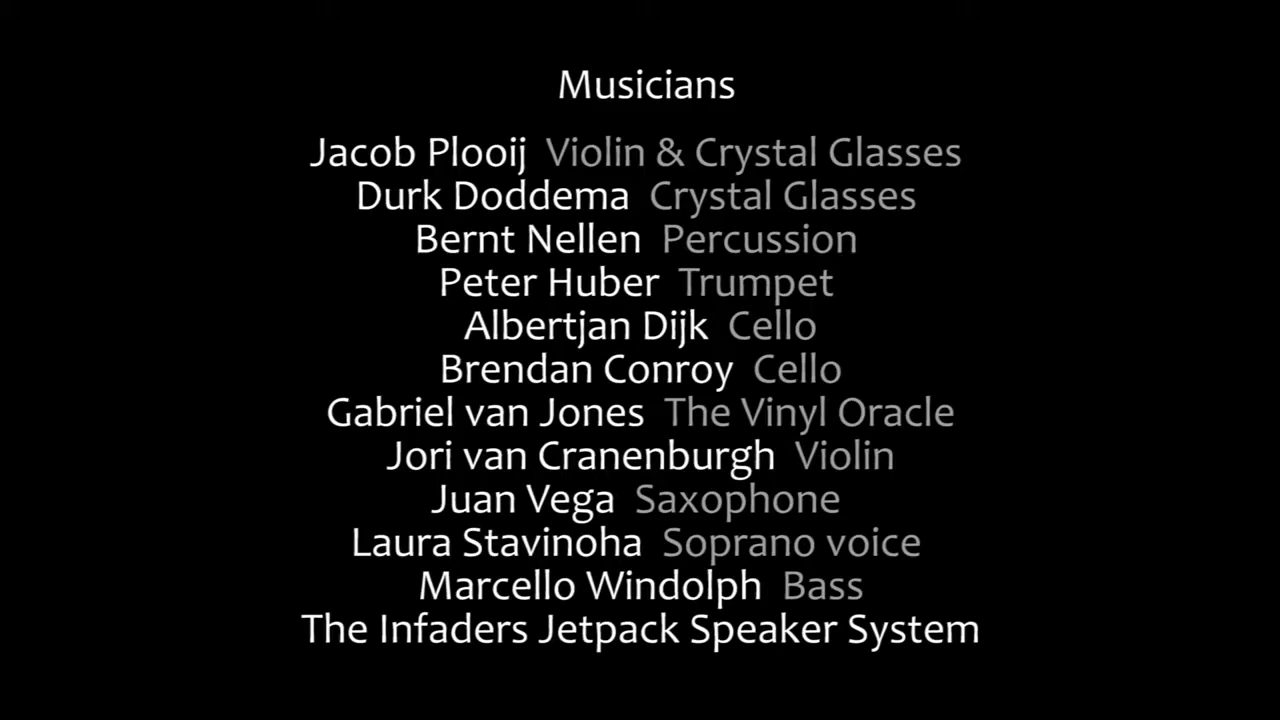 Musicians
Jacob Plooij Violin & Crystal Glasses
Durk Doddema Crystal Glasses
Bernt Nellen Percussion
Peter Huber Trumpet
Albertjan Dijk Cello
Brendan Conroy Cello
Gabriel van Jones The Vinyl Oracle
Jori van Cranenburgh Violin
Juan Vega Saxophone
Laura Stavinoha Soprano voice
Marcello Windolph Bass
The Infaders Jetpack Speaker System